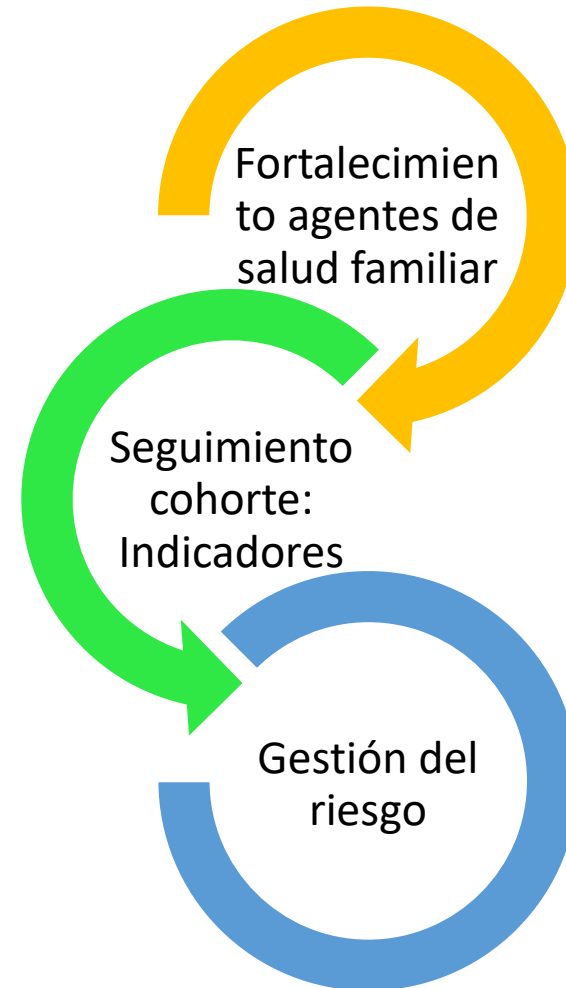 Fortalecimien
to agentes de
salud familiar
Seguimiento
cohorte:
Indicadores
Gestión del
riesgo